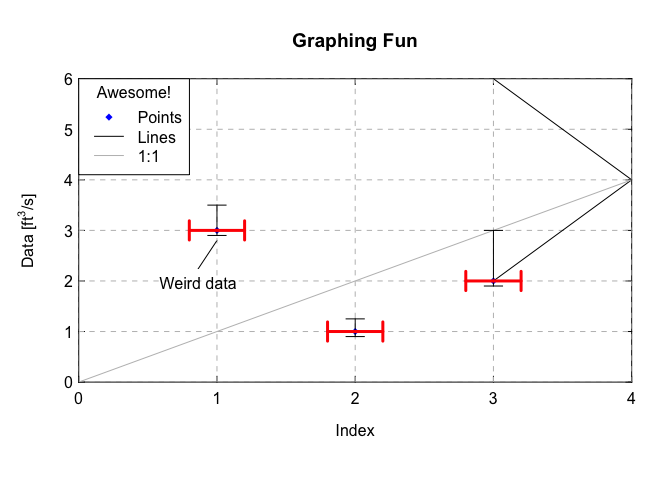 Graphing Fun
Awesome!
Points
Lines
1:1
Weird data
Data [ft³/s]
6
5
4
3
2
1
0
0 1 2 3 4
Index